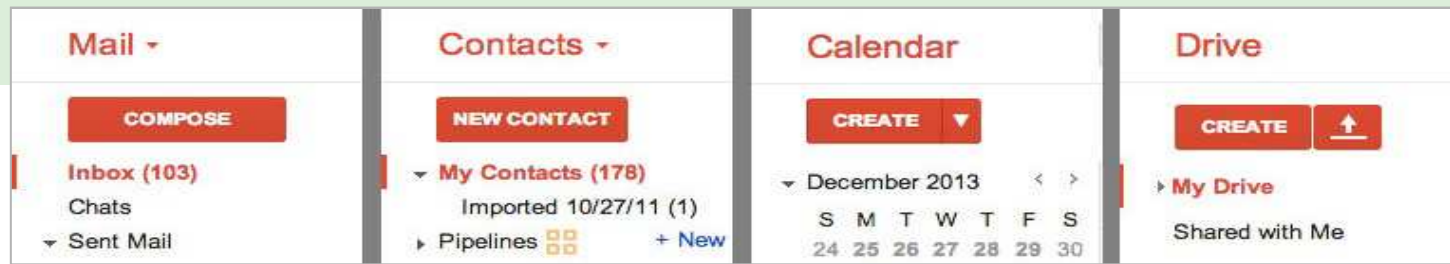 Mail
COMPOSE
Inbox (103)
Chats
Sent Mail
Contacts
NEW CONTACT
My Contacts (178)
Imported 10/27/11 (1)
Pipelines + New
Calendar
CREATE
December 2013 < >
S M T W T F S
24 25 26 27 28 29 30
Drive
CREATE
My Drive
Shared with Me